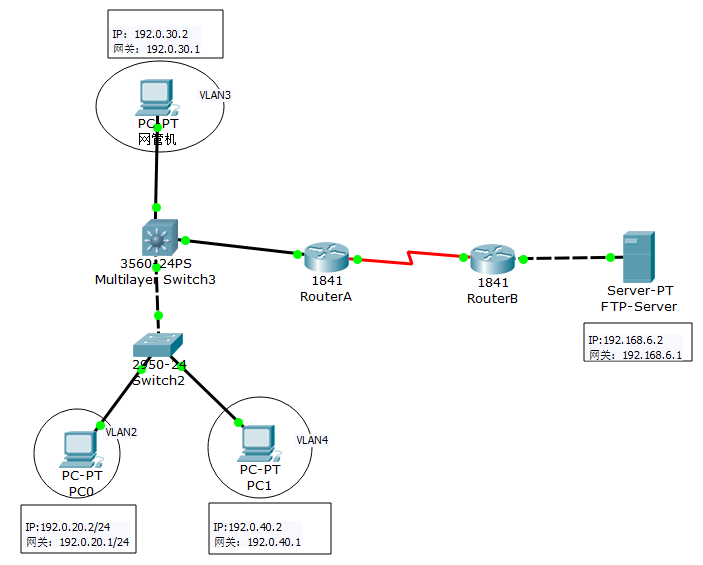 IP: 192.0.30.2
网关: 192.0.30.1
VLAN3
PC-PT
网管机
3560-24PS
Multilayer Switch3
1841
RouterA
1841
RouterB
Server-PT
FTP-Server
IP:192.168.6.2
网关: 192.168.6.1
2950-24
Switch2
VLAN2
PC-PT
PC0
IP:192.0.20.2/24
网关: 192.0.20.1/24
VLAN4
PC-PT
PC1
IP:192.0.40.2
网关: 192.0.40.1